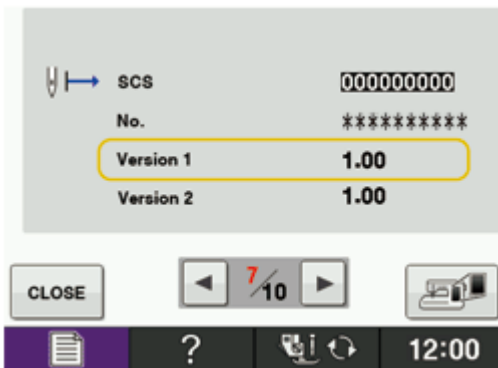 SCS 000000000
No. **********
Version 1 1.00
Version 2 1.00
CLOSE 7/10
? i 12:00